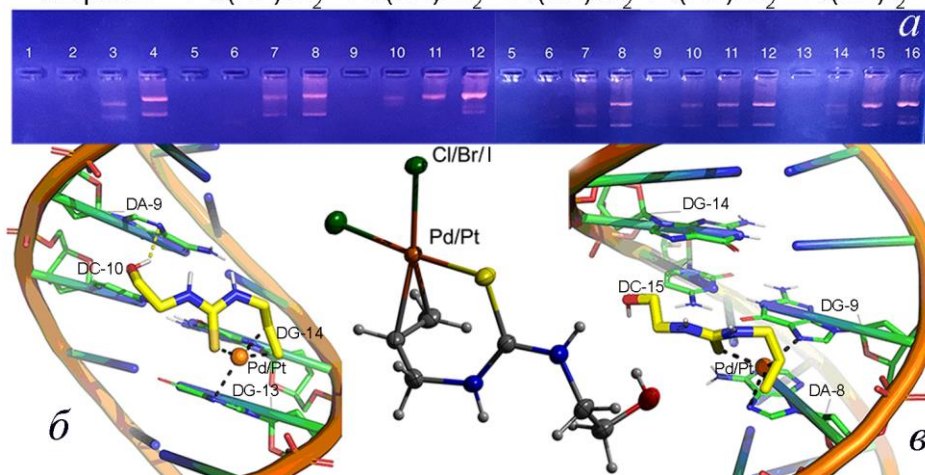 а
1 2 3 4 5 6 7 8 9 10 11 12 5 6 7 8 9 10 11 12 13 14 15 16
DA-9
DC-10
DG-14
Pd/Pt
DG-13
б
Cl/Br/I
Pd/Pt
DG-14
DC-15
DG-9
Pd/Pt
DA-8
в